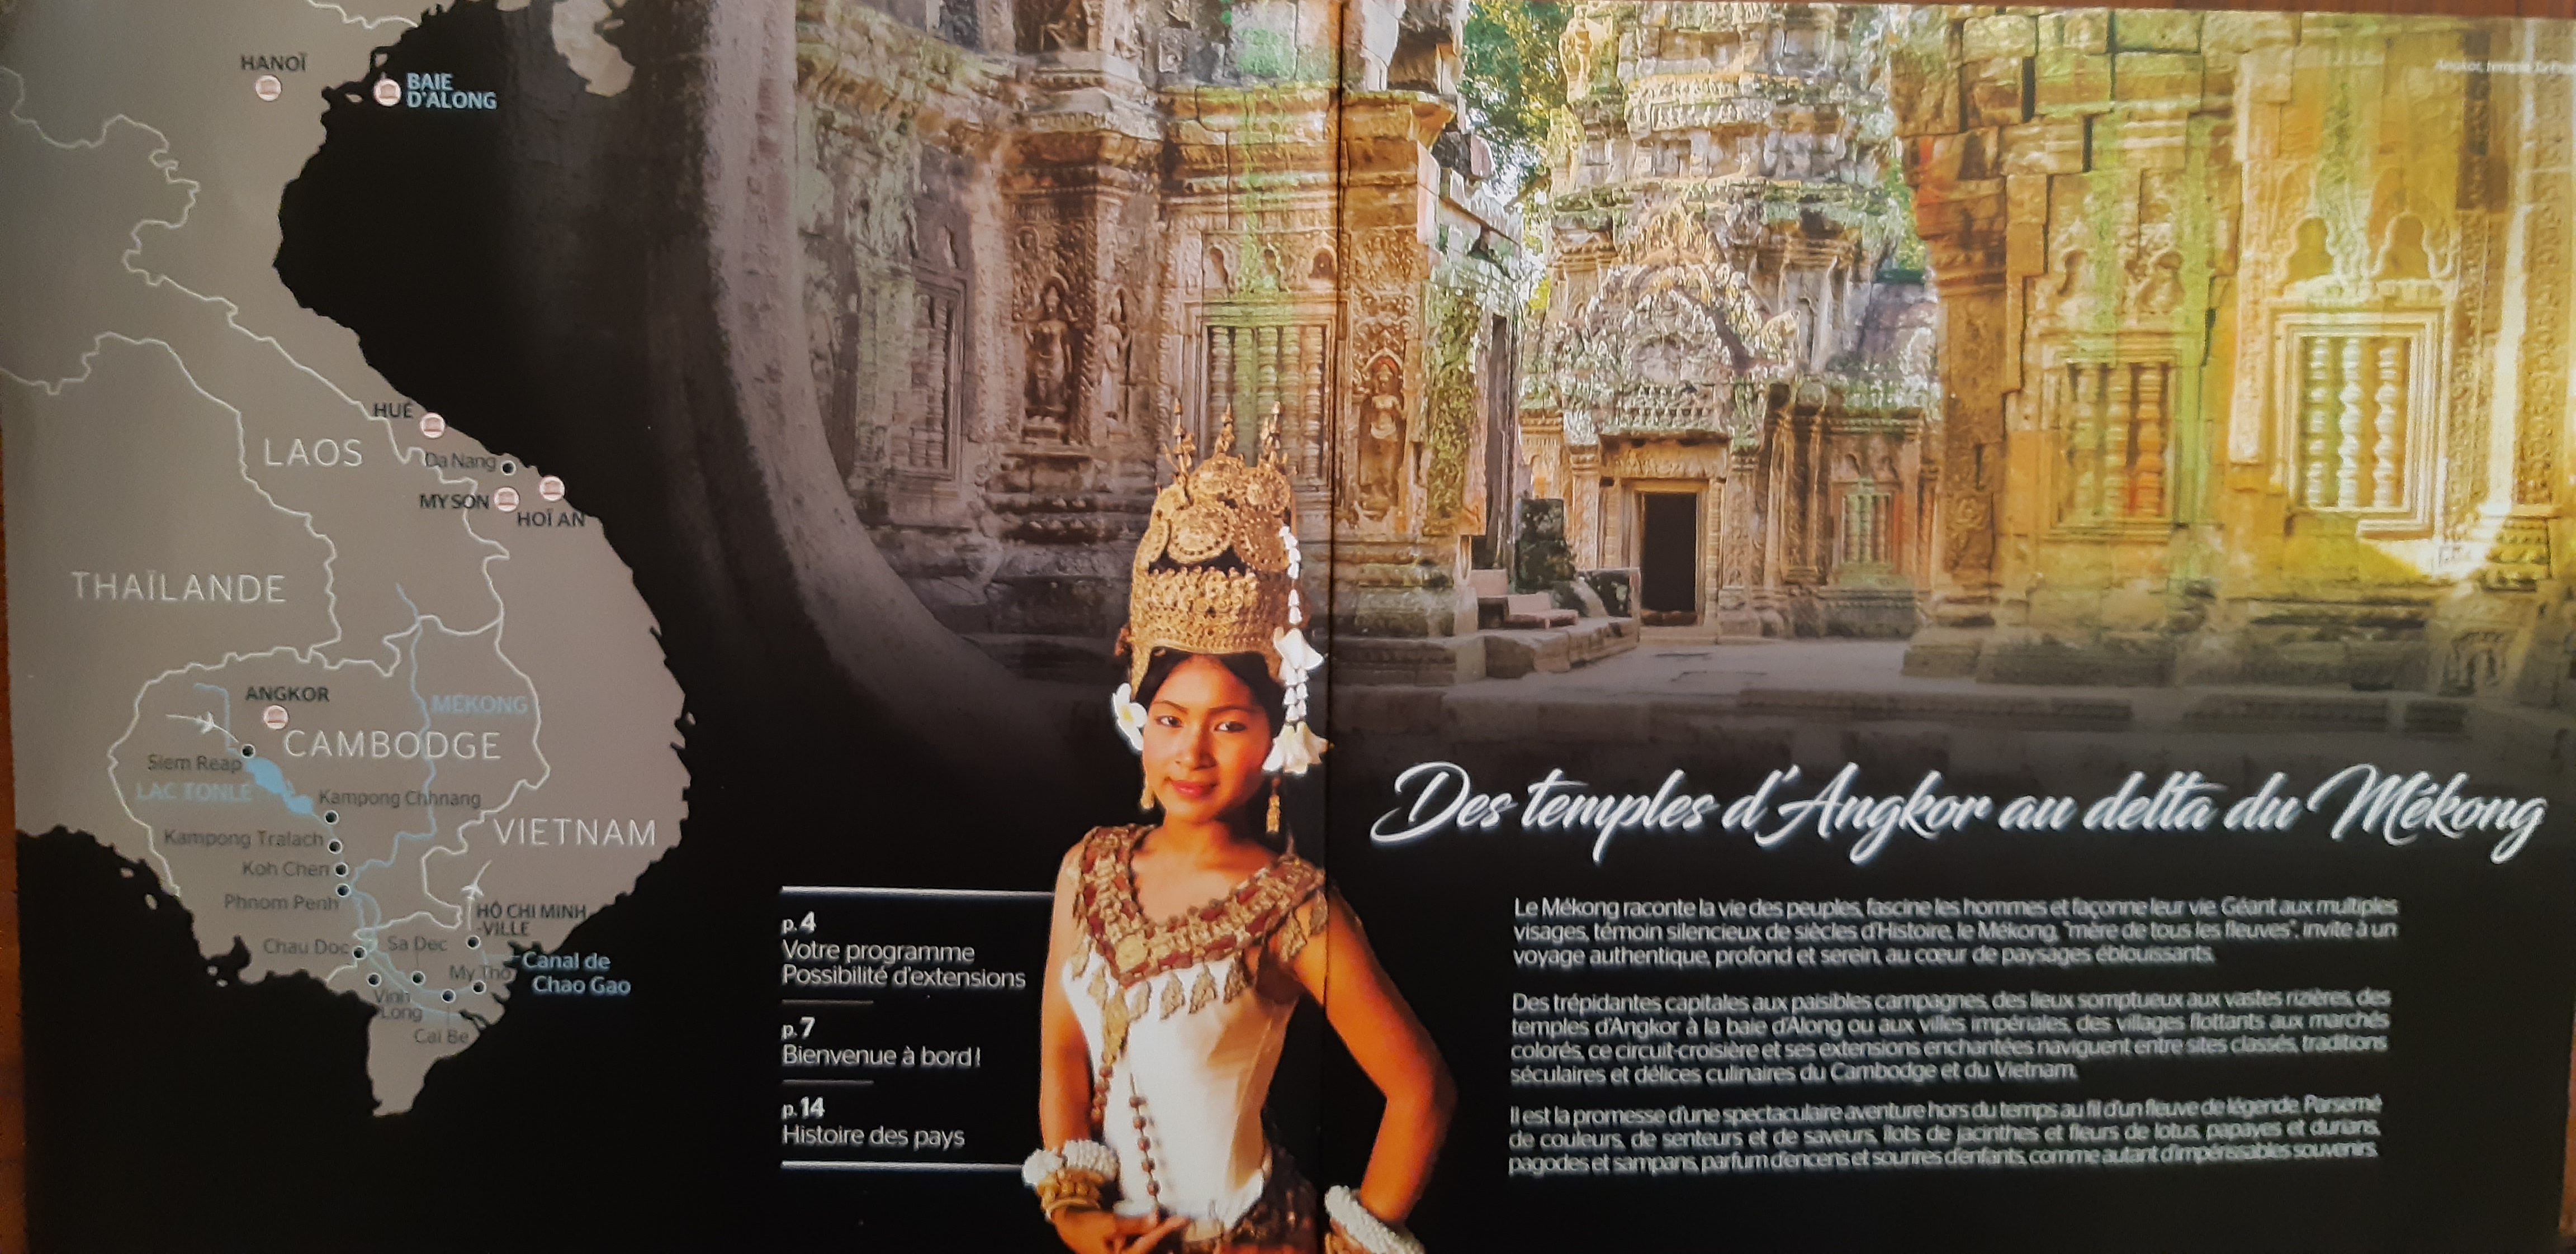 HANOÏ
BAIE
D'ALONG
HUÉ
LAOS
Da Nang
MY SON
HOÏ AN
THAÏLANDE
ANGKOR
MÉKONG
CAMBODGE
Siem Reap
LAC TONLÉ
Kampong Chhnang
Kampong Tralach
VIETNAM
Koh Chen
Phnom Penh
HÔ CHI MINH
-VILLE
Chau Doc
Sa Dec
My Tho
Canal de
Chao Gao
Vinh
Long
Cai Be
p.4
Votre programme
Possibilité d'extensions
p.7
Bienvenue à bord !
p.14
Histoire des pays
Angkor, temple
Des temples d'Angkor au delta du Mékong
Le Mékong raconte la vie des peuples, fascine les hommes et façonne leur vie. Géant aux multiples
visages, témoin silencieux de siècles d'Histoire, le Mékong, "mère de tous les fleuves", invite à un
voyage authentique, profond et serein, au cœur de paysages éblouissants.
Des trépidantes capitales aux paisibles campagnes, des lieux somptueux aux vastes rizières, des
temples d'Angkor à la baie d'Along ou aux villes impériales, des villages flottants aux marchés
colorés, ce circuit-croisière et ses extensions enchantées naviguent entre sites classés, traditions
séculaires et délices culinaires du Cambodge et du Vietnam.
Il est la promesse d'une spectaculaire aventure hors du temps au fil d'un fleuve de légende. Parsemé
de couleurs, de senteurs et de saveurs, îlots de jacinthes et fleurs de lotus, papayes et durians,
pagodes et sampans, parfum d'encens et sourires d'enfants, comme autant d'impérissables souvenirs.